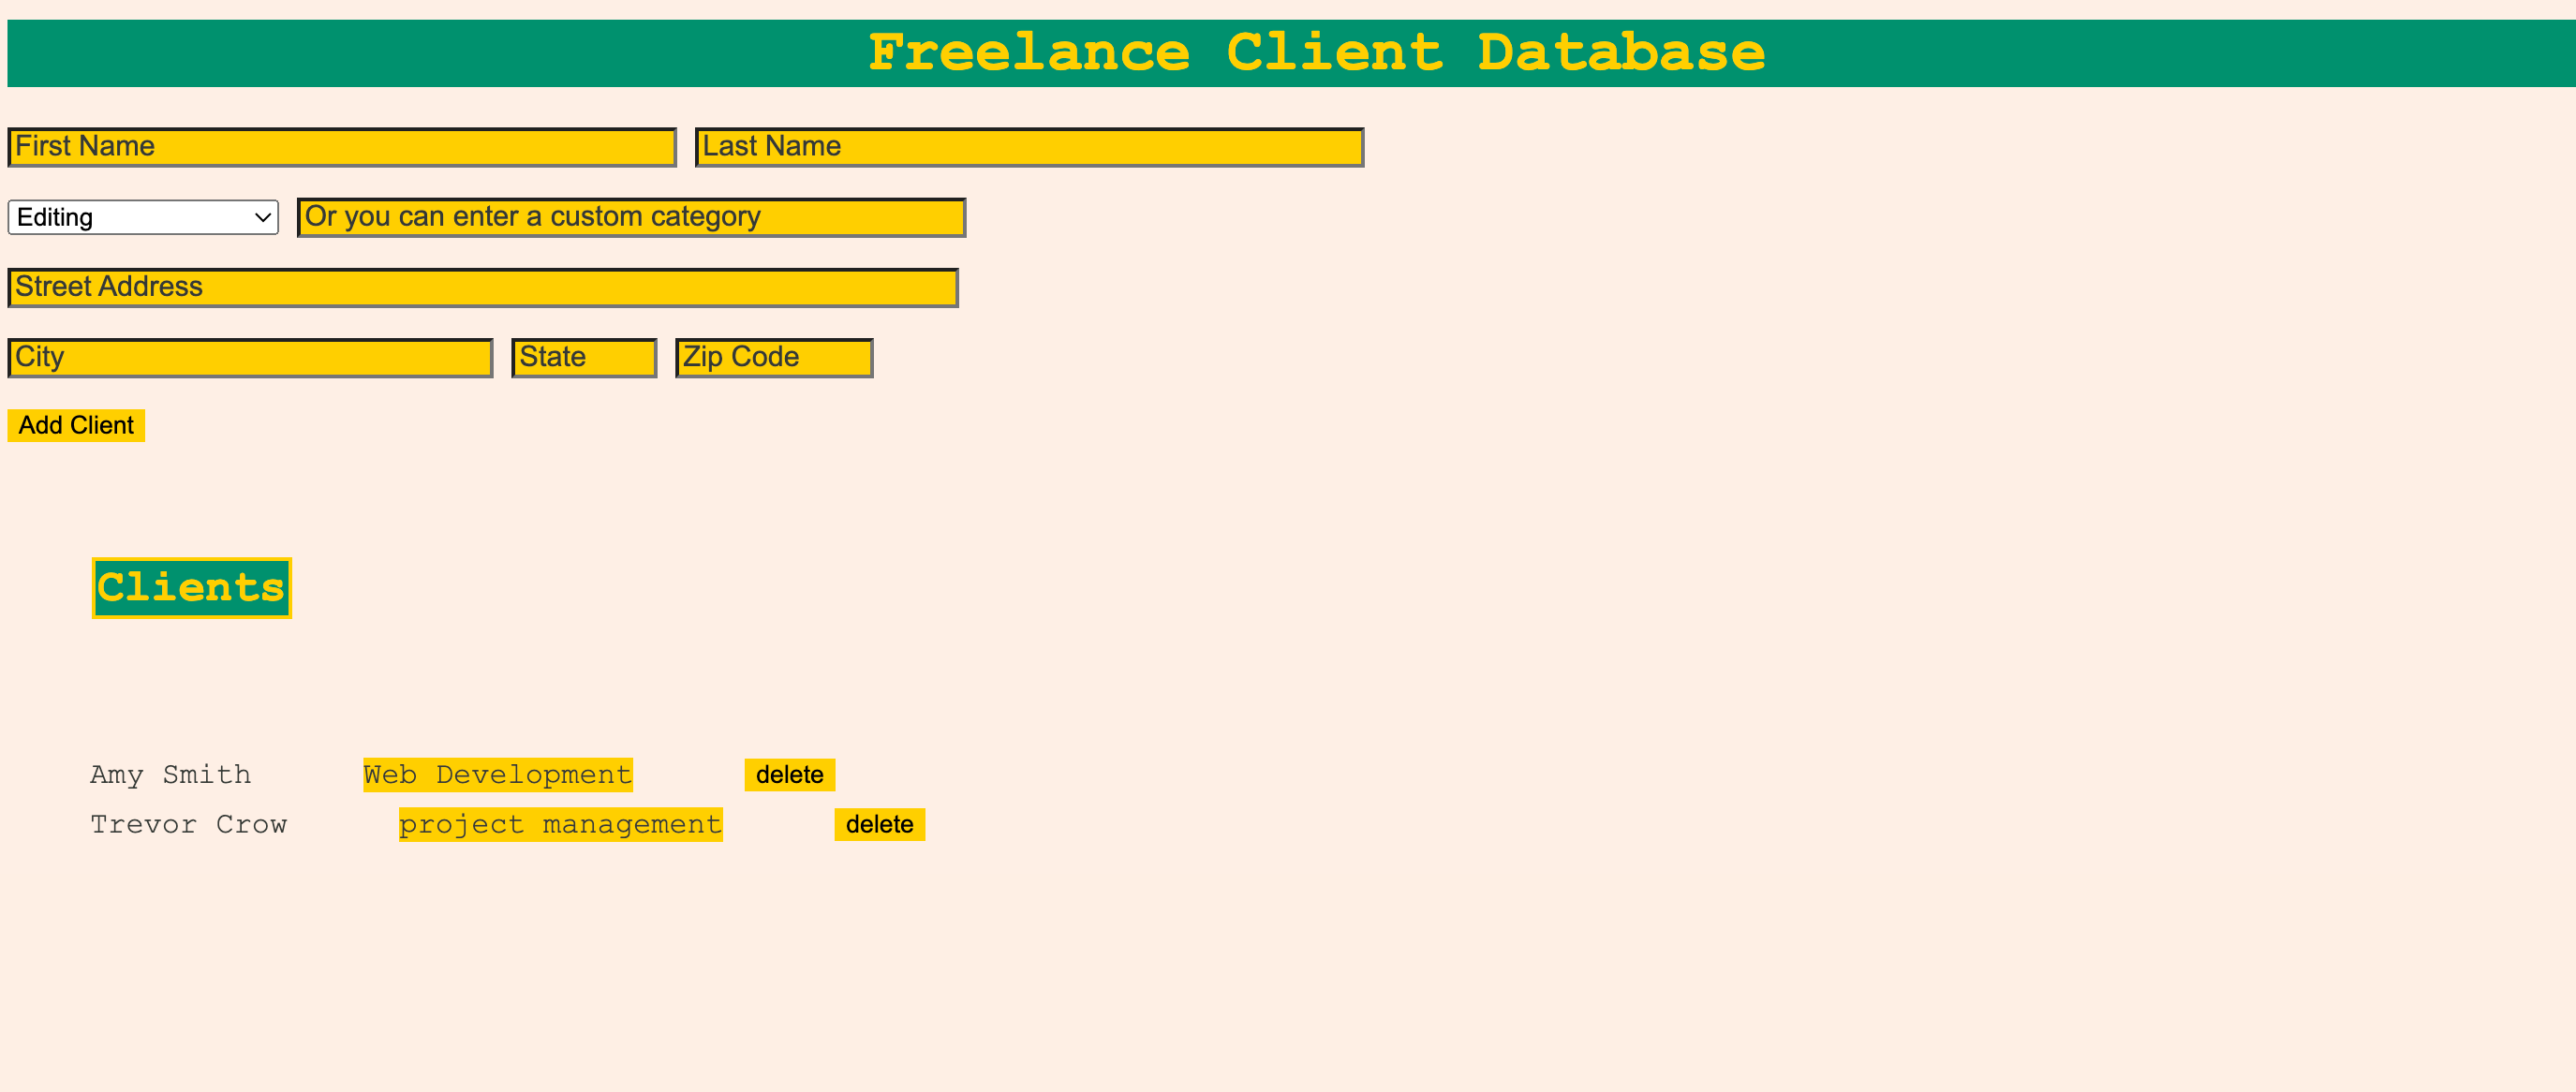 Freelance Client Database
First Name Last Name
Editing Or you can enter a custom category
Street Address
City State Zip Code
Add Client
Clients
Amy Smith Web Development delete
Trevor Crow project management delete